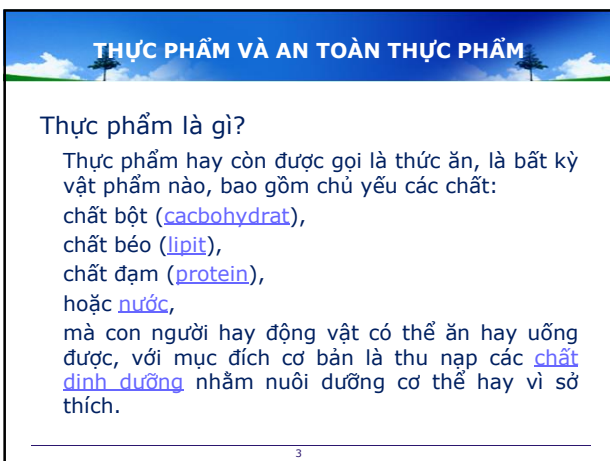 THỰC PHẨM VÀ AN TOÀN THỰC PHẨM
Thực phẩm là gì?
Thực phẩm hay còn được gọi là thức ăn, là bất kỳ
vật phẩm nào, bao gồm chủ yếu các chất:
chất bột (cacbohydrat),
chất béo (lipit),
chất đạm (protein),
hoặc nước,
mà con người hay động vật có thể ăn hay uống
được, với mục đích cơ bản là thu nạp các chất
dinh dưỡng nhằm nuôi dưỡng cơ thể hay vì sở
thích.
3